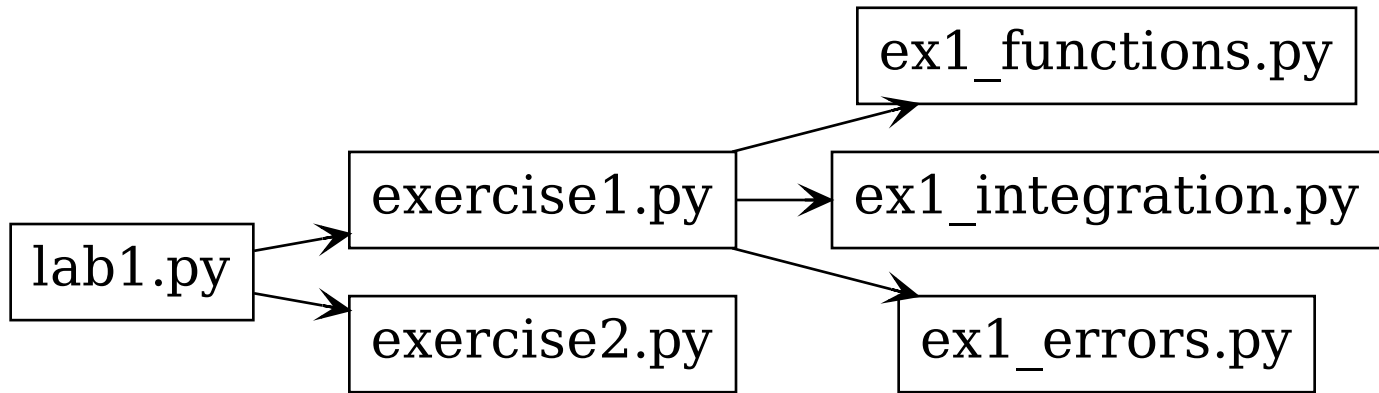 lab1.py
exercise1.py
exercise2.py
ex1_functions.py
ex1_integration.py
ex1_errors.py